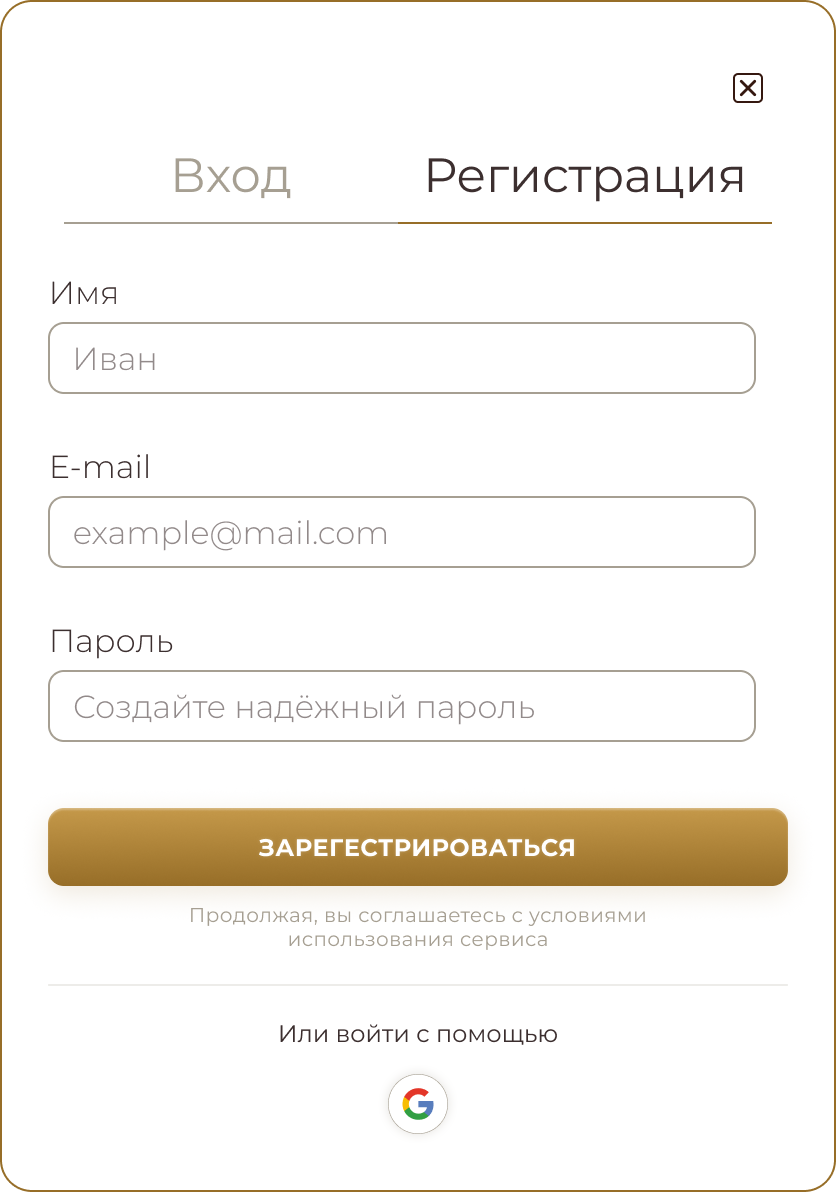 Вход Регистрация
Имя
Иван
E-mail
example@mail.com
Пароль
Создайте надёжный пароль
ЗАРЕГЕСТРИРОВАТЬСЯ
Продолжая, вы соглашаетесь с условиями
использования сервиса
Или войти с помощью